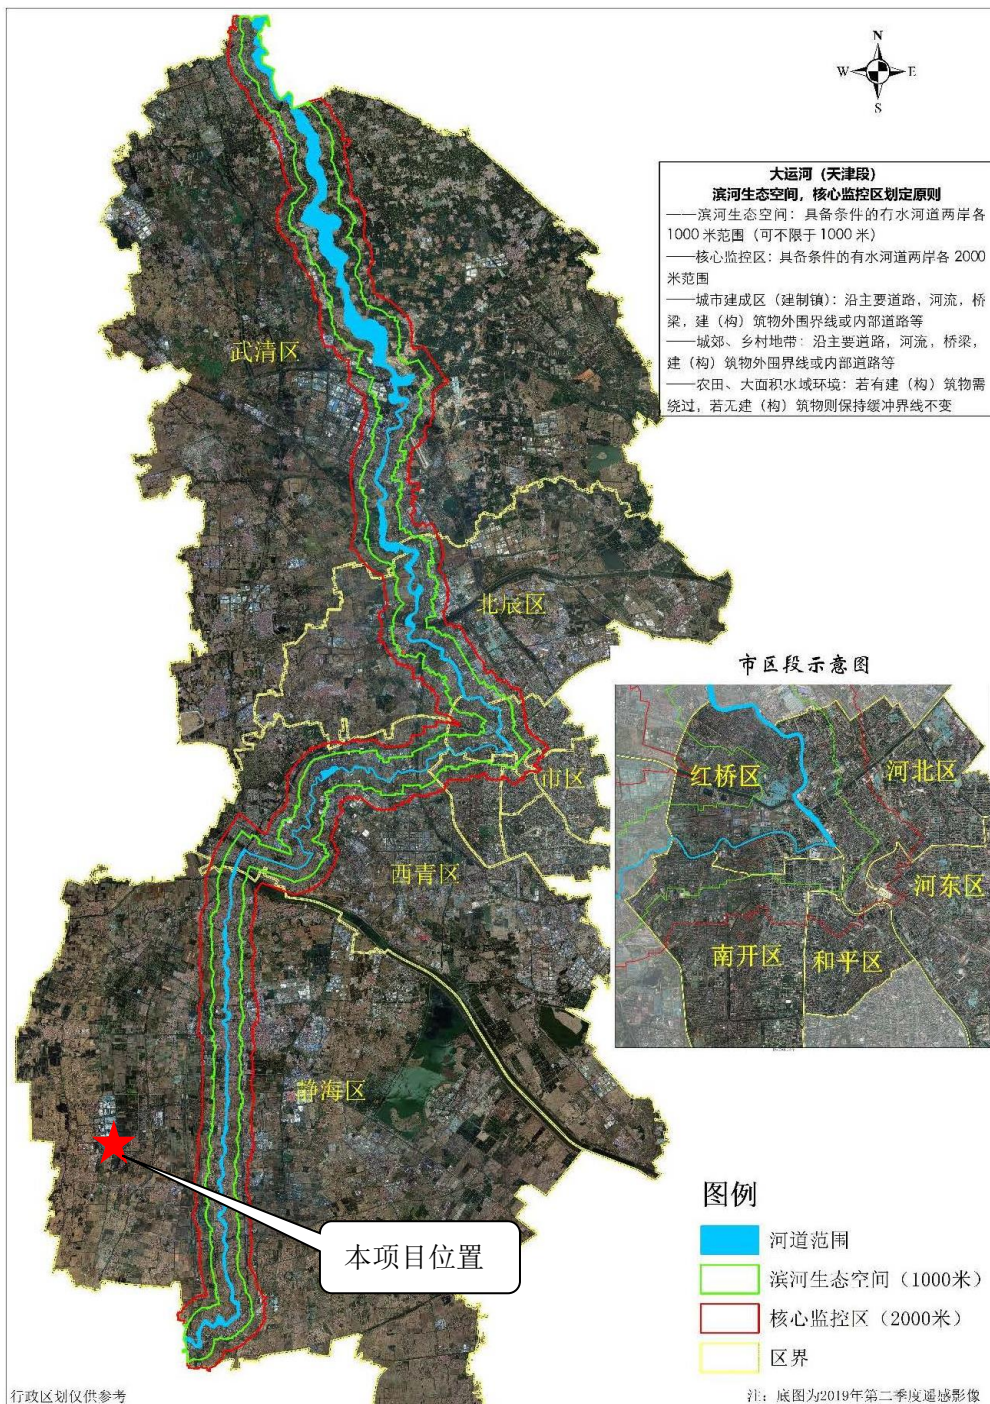 N
W
E
S
大运河（天津段）
滨河生态空间，核心监控区划定原则
——滨河生态空间：具备条件的有水河道两岸各
1000 米范围（可不限于 1000 米）
——核心监控区：具备条件的有水河道两岸各 2000
米范围
——城市建成区（建制镇）：沿主要道路，河流，桥
梁，建（构）筑物外围界线或内部道路等
——城郊、乡村地带：沿主要道路，河流，桥梁，
建（构）筑物外围界线或内部道路等
——农田、大面积水域环境：若有建（构）筑物需
绕过，若无建（构）筑物则保持缓冲界线不变
武清区
北辰区
市区段示意图
红桥区
河北区
市区
西青区
河东区
南开区
和平区
静海区
本项目位置
图例
河道范围
滨河生态空间（1000米）
核心监控区（2000米）
区界
行政区划仅供参考
注：底图为2019年第二季度遥感影像